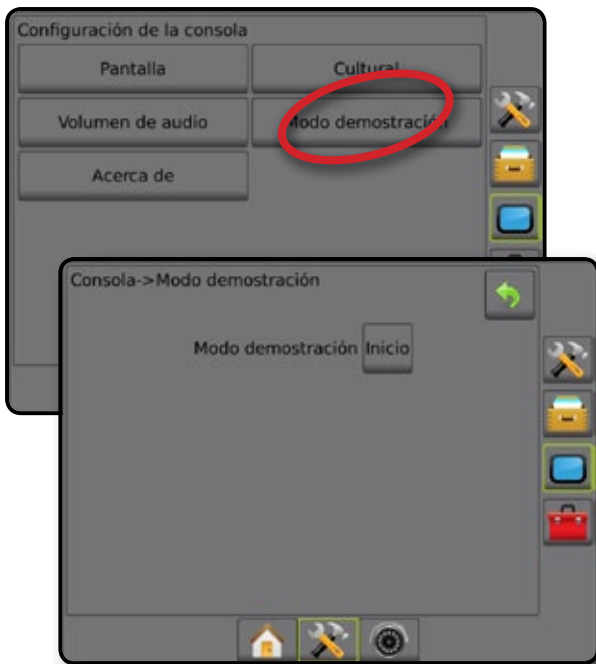 Configuración de la consola
Pantalla
Cultural
Volumen de audio
Modo demostración
Acerca de
Consola->Modo demostración
Modo demostración Inicio